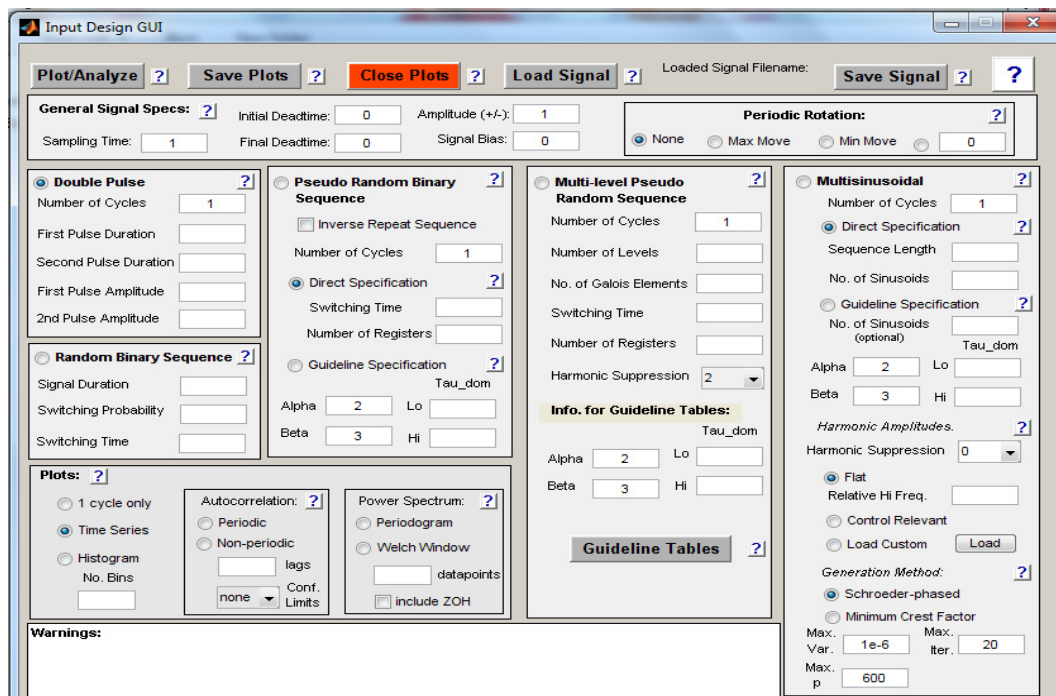 Input Design GUI
Plot/Analyze ? Save Plots ? Close Plots ? Load Signal ? Loaded Signal Filename: Save Signal ? ?
General Signal Specs: ? Initial Deadtime: 0 Amplitude (+/-): 1
Sampling Time: 1 Final Deadtime: 0 Signal Bias: 0
Periodic Rotation: ?
None Max Move Min Move 0
Double Pulse ?
Number of Cycles 1
First Pulse Duration
Second Pulse Duration
First Pulse Amplitude
2nd Pulse Amplitude
Random Binary Sequence ?
Signal Duration
Switching Probability
Switching Time
Pseudo Random Binary ?
Sequence
Inverse Repeat Sequence
Number of Cycles 1
Direct Specification ?
Switching Time
Number of Registers
Guideline Specification ?
Tau_dom
Alpha 2 Lo
Beta 3 Hi
Multi-level Pseudo ?
Random Sequence
Number of Cycles 1
Number of Levels
No. of Galois Elements
Switching Time
Number of Registers
Harmonic Suppression 2
Info. for Guideline Tables:
Tau_dom
Alpha 2 Lo
Beta 3 Hi
Guideline Tables ?
Multisinusoidal ?
Number of Cycles 1
Direct Specification ?
Sequence Length
No. of Sinusoids
Guideline Specification ?
No. of Sinusoids
(optional) Tau_dom
Alpha 2 Lo
Beta 3 Hi
Harmonic Amplitudes. ?
Harmonic Suppression 0
Flat
Relative Hi Freq.
Control Relevant
Load Custom Load
Generation Method: ?
Schroeder-phased
Minimum Crest Factor
Max. Var. 1e-6 Max. Iter. 20
Max. p 600
Plots: ?
1 cycle only
Time Series
Histogram
No. Bins
Autocorrelation: ?
Periodic
Non-periodic
lags
none Conf. Limits
Power Spectrum: ?
Periodogram
Welch Window
datapoints
include ZOH
Warnings: